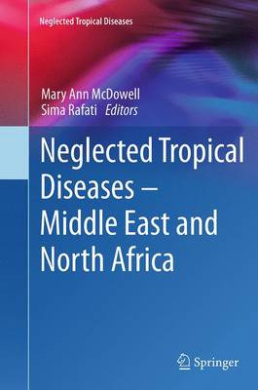 Neglected Tropical Diseases
Mary Ann McDowell
Sima Rafati Editors
Neglected Tropical
Diseases –
Middle East and
North Africa
Springer